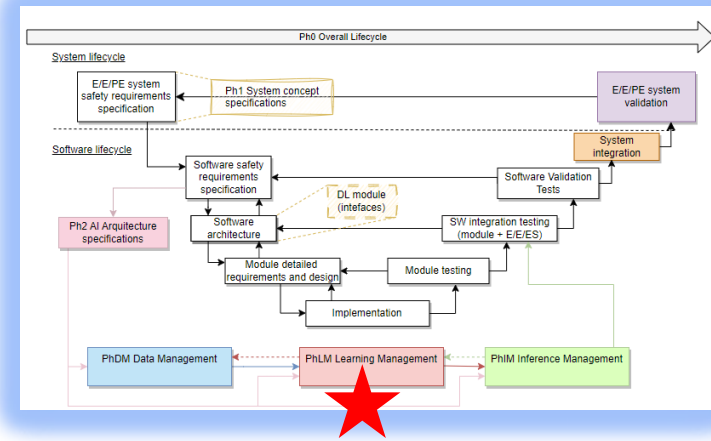 Ph0 Overall Lifecycle
System lifecycle
E/E/PE system
safety requirements
specification
Ph1 System concept
specifications
E/E/PE system
validation
Software lifecycle
System
integration
Software safety
requirements
specification
Software Validation
Tests
DL module
(intefaces)
Ph2 AI Arquitecture
specifications
Software
architecture
SW integration testing
(module + E/E/ES)
Module detailed
requirements and design
Module testing
Implementation
PhDM Data Management
PhLM Learning Management
PhIM Inference Management